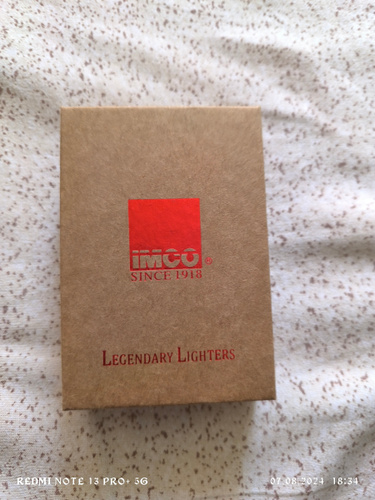 IMCO®
SINCE 1918
LEGENDARY LIGHTERS
REDMI NOTE 13 PRO+ 5G
01.08.2024 18:34